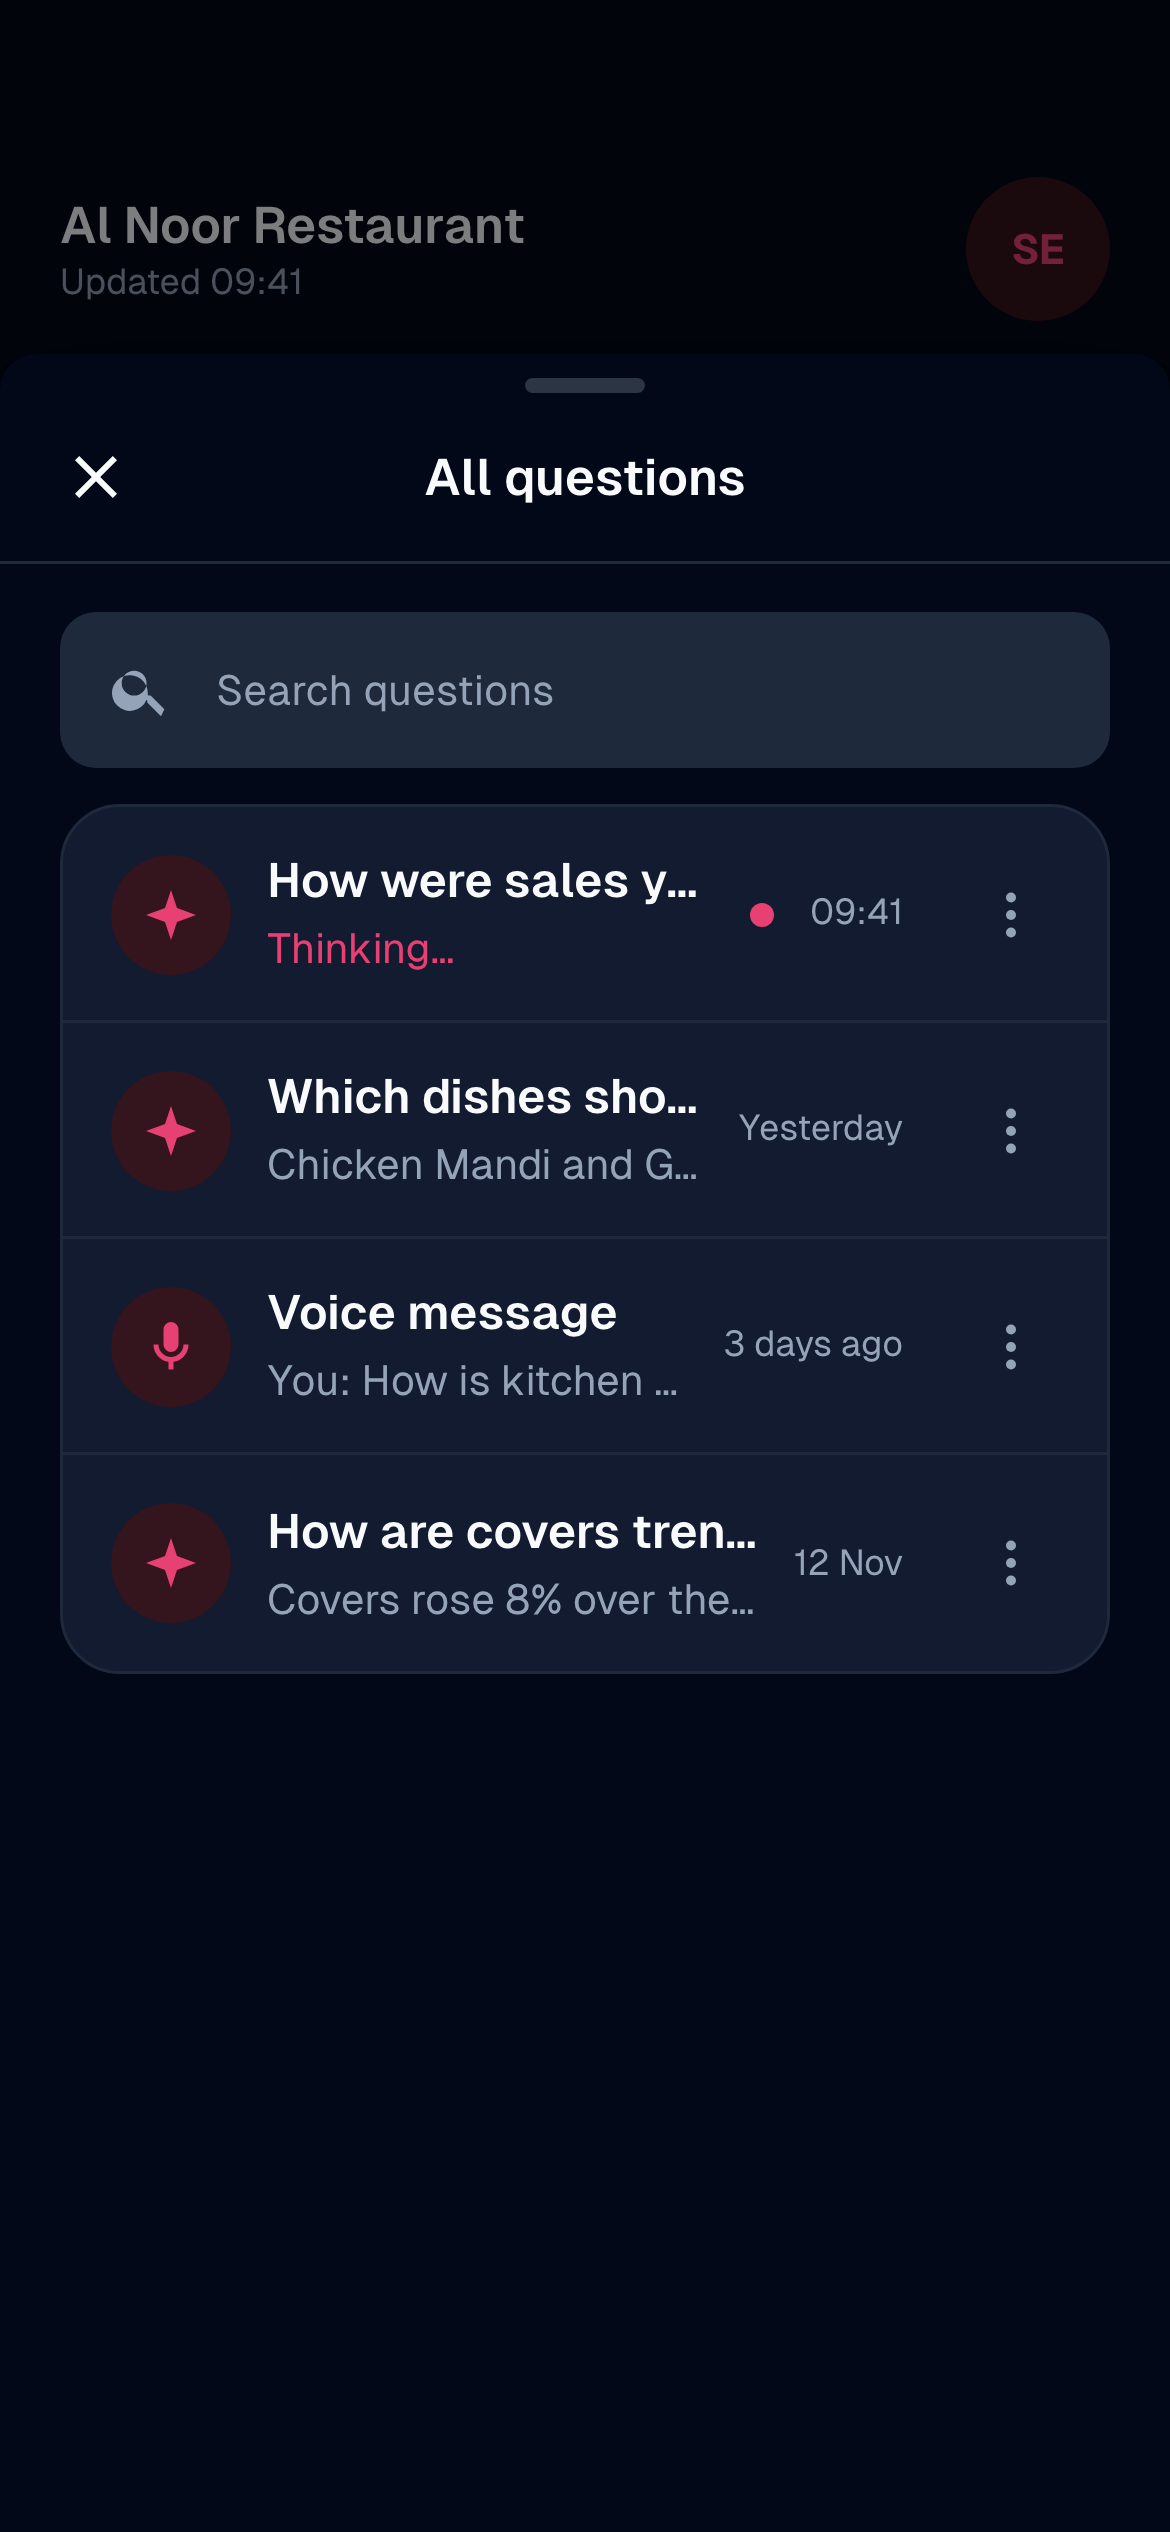 Al Noor Restaurant
Updated 09:41
SE
All questions
Search questions
How were sales y...
Thinking...
09:41
Which dishes sho...
Chicken Mandi and G...
Yesterday
Voice message
You: How is kitchen ...
3 days ago
How are covers tren...
Covers rose 8% over the...
12 Nov